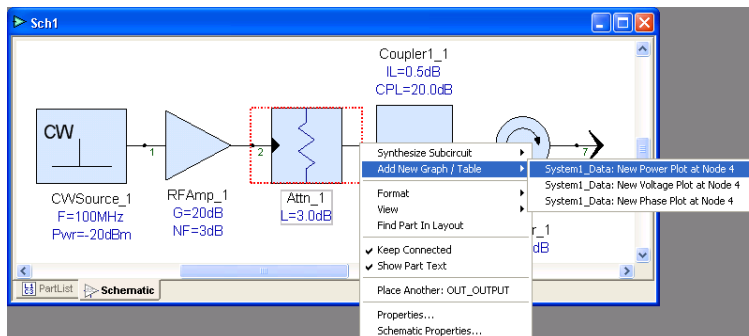 Sch1
Coupler1_1
IL=0.5dB
CPL=20.0dB
CW
1
2
7
CWSource_1
F=100MHz
Pwr=-20dBm
RFAmp_1
G=20dB
NF=3dB
Attn_1
L=3.0dB
r_1
dB
Synthesize Subcircuit
Add New Graph / Table
Format
View
Find Part In Layout
Keep Connected
Show Part Text
Place Another: OUT_OUTPUT
Properties...
Schematic Properties...
System1_Data: New Power Plot at Node 4
System1_Data: New Voltage Plot at Node 4
System1_Data: New Phase Plot at Node 4
PartList
Schematic